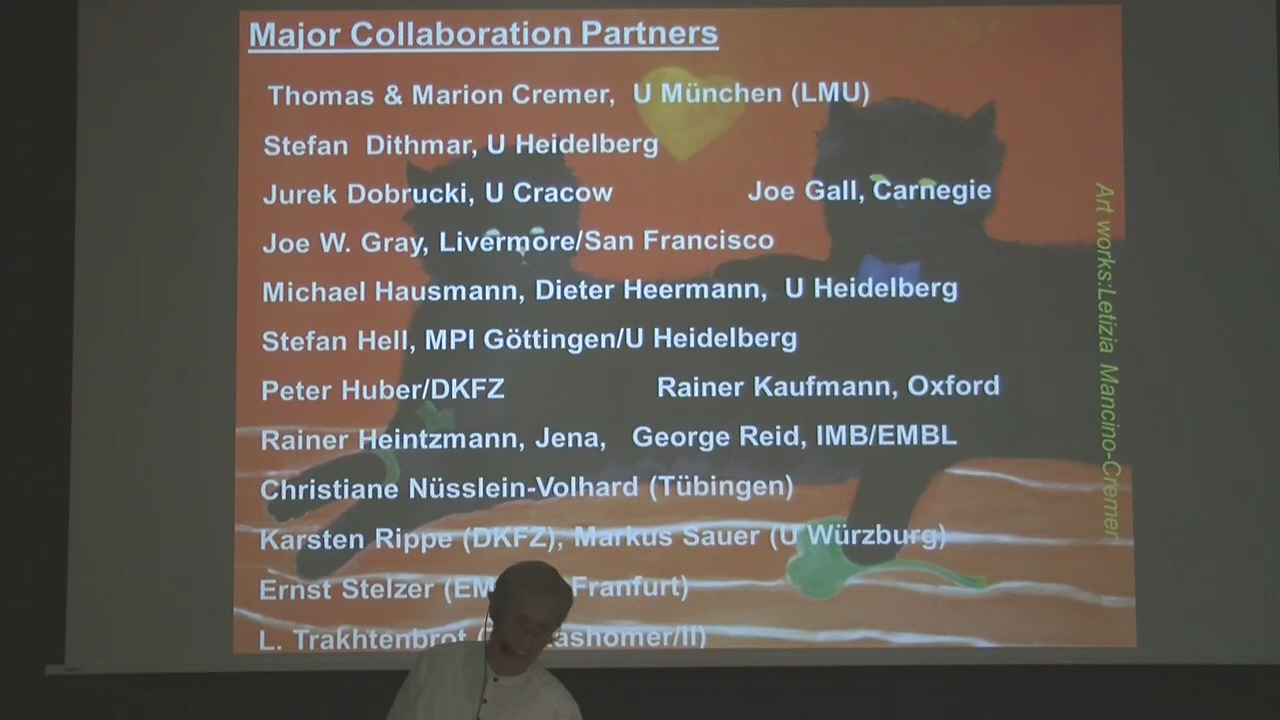 Major Collaboration Partners
Thomas & Marion Cremer, U München (LMU)
Stefan Dithmar, U Heidelberg
Jurek Dobrucki, U Cracow Joe Gall, Carnegie
Joe W. Gray, Livermore/San Francisco
Michael Hausmann, Dieter Heermann, U Heidelberg
Stefan Hell, MPI Göttingen/U Heidelberg
Peter Huber/DKFZ Rainer Kaufmann, Oxford
Rainer Heintzmann, Jena, George Reid, IMB/EMBL
Christiane Nüsslein-Volhard (Tübingen)
Karsten Rippe (DKFZ), Markus Sauer (U Würzburg)
Ernst Stelzer Franfurt)
L. Trakhtenbrot
Art works:Letizia Mancino-Cremer